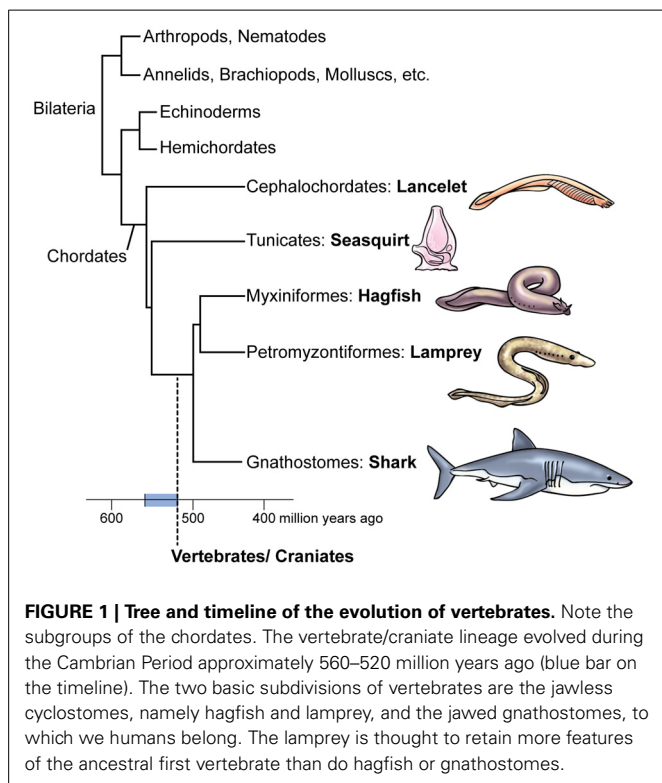 Arthropods, Nematodes
Annelids, Brachiopods, Molluscs, etc.
Bilateria
Echinoderms
Hemichordates
Cephalochordates: Lancelet
Tunicates: Seasquirt
Chordates
Myxiniformes: Hagfish
Petromyzontiformes: Lamprey
Gnathostomes: Shark
600 500 400 million years ago
Vertebrates/ Craniates
FIGURE 1 | Tree and timeline of the evolution of vertebrates. Note the
subgroups of the chordates. The vertebrate/craniate lineage evolved during
the Cambrian Period approximately 560–520 million years ago (blue bar on
the timeline). The two basic subdivisions of vertebrates are the jawless
cyclostomes, namely hagfish and lamprey, and the jawed gnathostomes, to
which we humans belong. The lamprey is thought to retain more features
of the ancestral first vertebrate than do hagfish or gnathostomes.